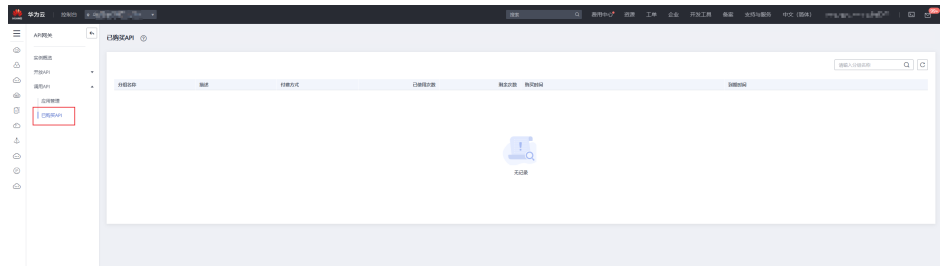 华为云 控制台
搜索
费用中心 资源 工单 企业 开发工具 备案 支持与服务 中文 (简体)
API网关
实例概览
开放API
调用API
应用管理
已购买API
已购买API
请输入分组名称
分组名称 描述 付费方式 已使用次数 剩余次数 购买时间 到期时间
无记录